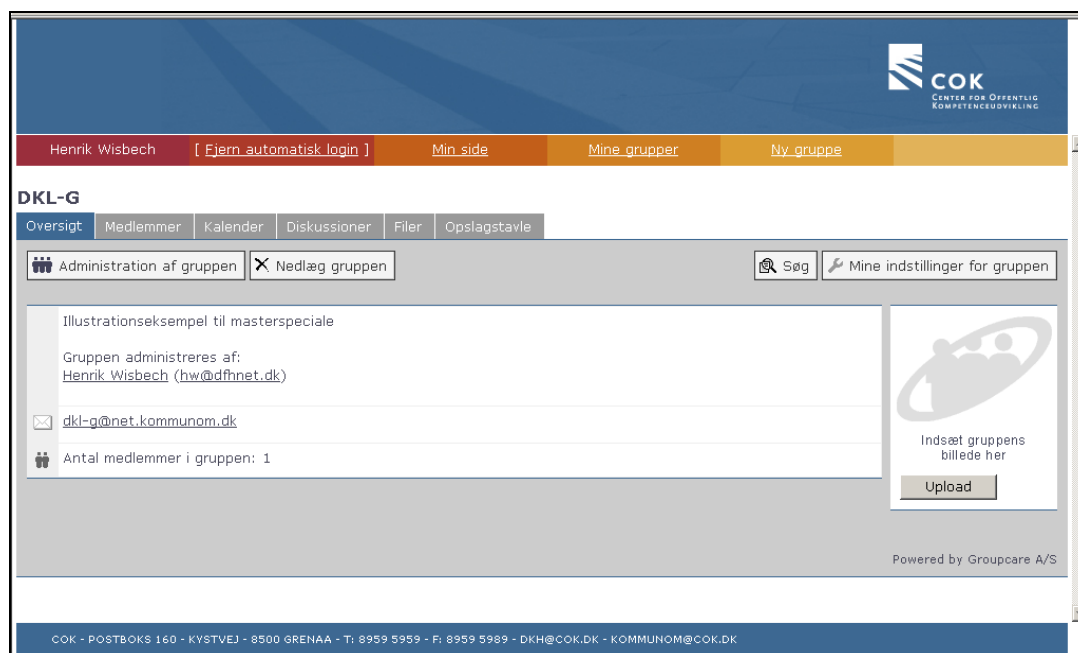 COK
CENTER FOR OFFENTLIG
KOMPETENCEUDVIKLING
Henrik Wisbech [ Fjern automatisk login ] Min side Mine grupper Ny gruppe
DKL-G
Oversigt Medlemmer Kalender Diskussioner Filer Opslagstavle
Administration af gruppen Nedlæg gruppen Søg Mine indstillinger for gruppen
Illustrationseksempel til masterspeciale
Gruppen administreres af:
Henrik Wisbech (hw@dfhnet.dk)
dkl-g@net.kommunom.dk
Antal medlemmer i gruppen: 1
Indsæt gruppens
billede her
Upload
Powered by Groupcare A/S
COK - POSTBOKS 160 - KYSTVEJ - 8500 GRENAA - T: 8959 5959 - F: 8959 5989 - DKH@COK.DK - KOMMUNOM@COK.DK